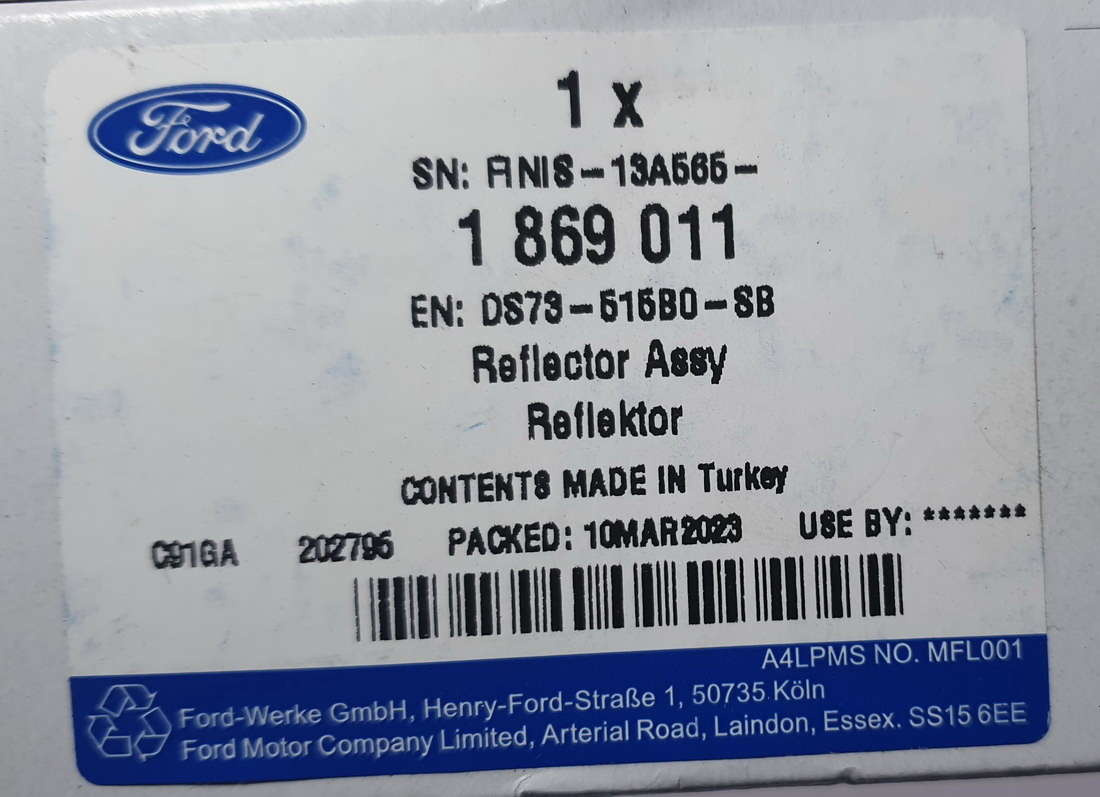 Ford
1 x
SN: FINIS-13A565-
1 869 011
EN: DS73-515B0-SB
Reflector Assy
Reflektor
CONTENTS MADE IN Turkey
C91GA 202795 PACKED: 10MAR2023 USE BY: *******
A4LPMS NO. MFL001
Ford-Werke GmbH, Henry-Ford-Straße 1, 50735 Köln
Ford Motor Company Limited, Arterial Road, Laindon, Essex. SS15 6EE